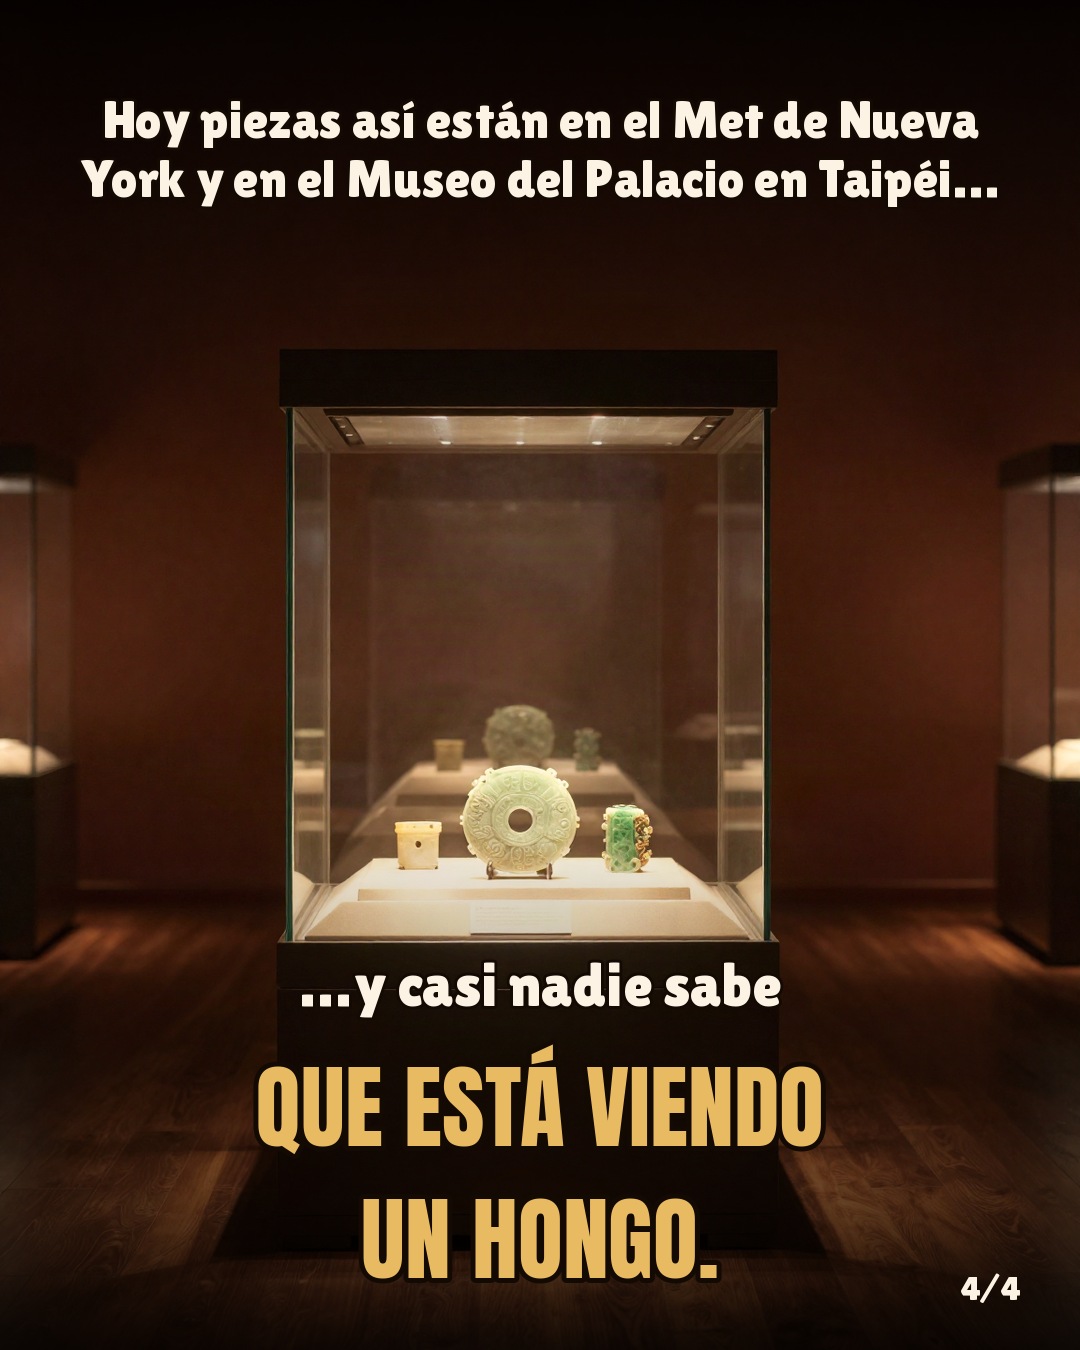 Hoy piezas así están en el Met de Nueva
York y en el Museo del Palacio en Taipéi...
...y casi nadie sabe
QUE ESTÁ VIENDO
UN HONGO.
4/4